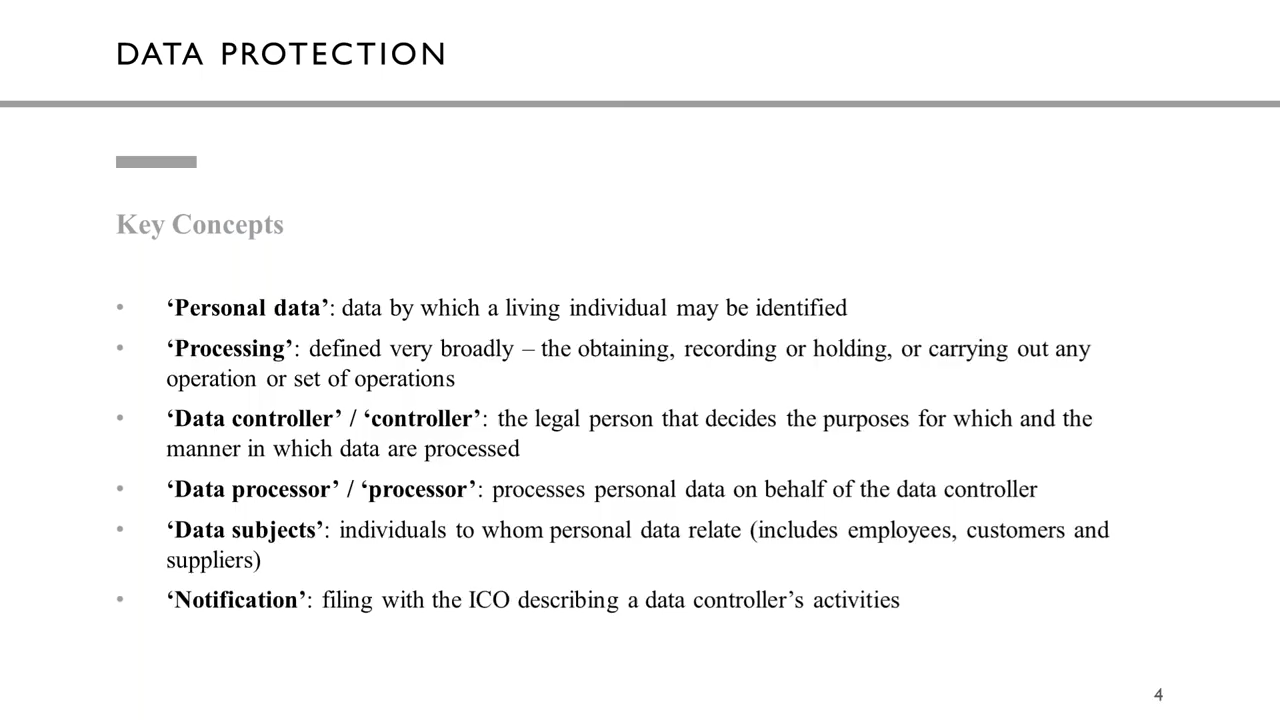 DATA PROTECTION
Key Concepts
• ‘Personal data’: data by which a living individual may be identified
• ‘Processing’: defined very broadly – the obtaining, recording or holding, or carrying out any
operation or set of operations
• ‘Data controller’ / ‘controller’: the legal person that decides the purposes for which and the
manner in which data are processed
• ‘Data processor’ / ‘processor’: processes personal data on behalf of the data controller
• ‘Data subjects’: individuals to whom personal data relate (includes employees, customers and
suppliers)
• ‘Notification’: filing with the ICO describing a data controller’s activities
4